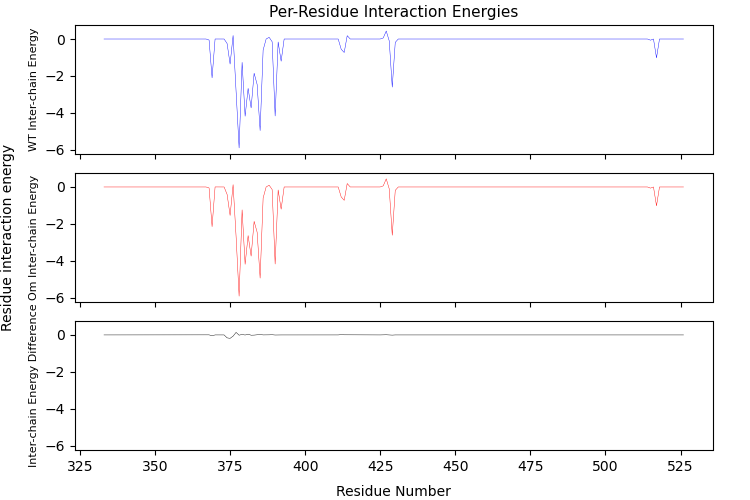 Per-Residue Interaction Energies
Residue interaction energy
WT Inter-chain Energy
0
−2
−4
−6
Om Inter-chain Energy
0
−2
−4
−6
Inter-chain Energy Difference
0
−2
−4
−6
325 350 375 400 425 450 475 500 525
Residue Number